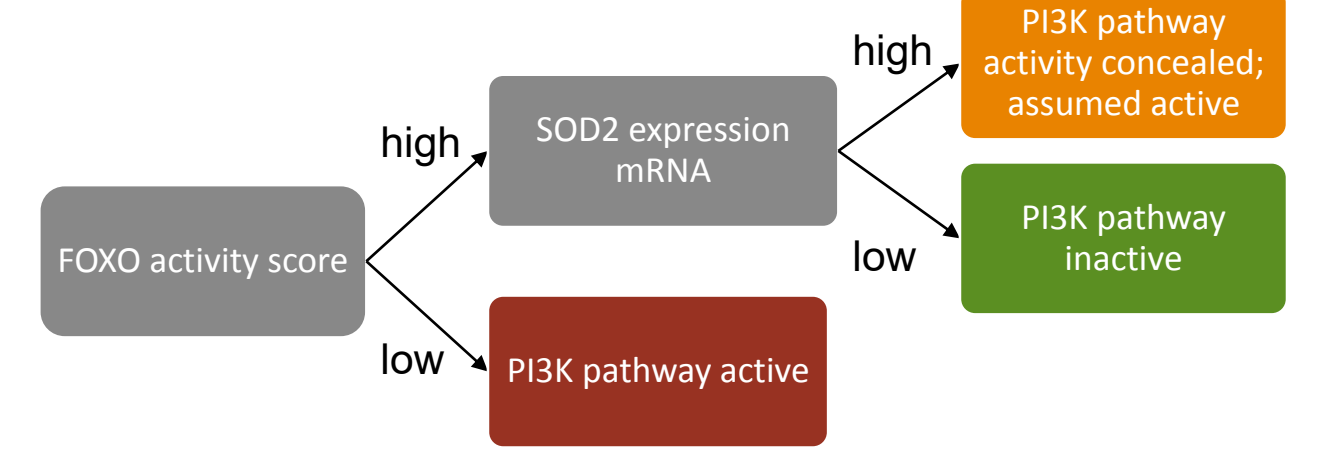 FOXO activity score
high
low
SOD2 expression
mRNA
PI3K pathway active
high
low
PI3K pathway
activity concealed;
assumed active
PI3K pathway
inactive